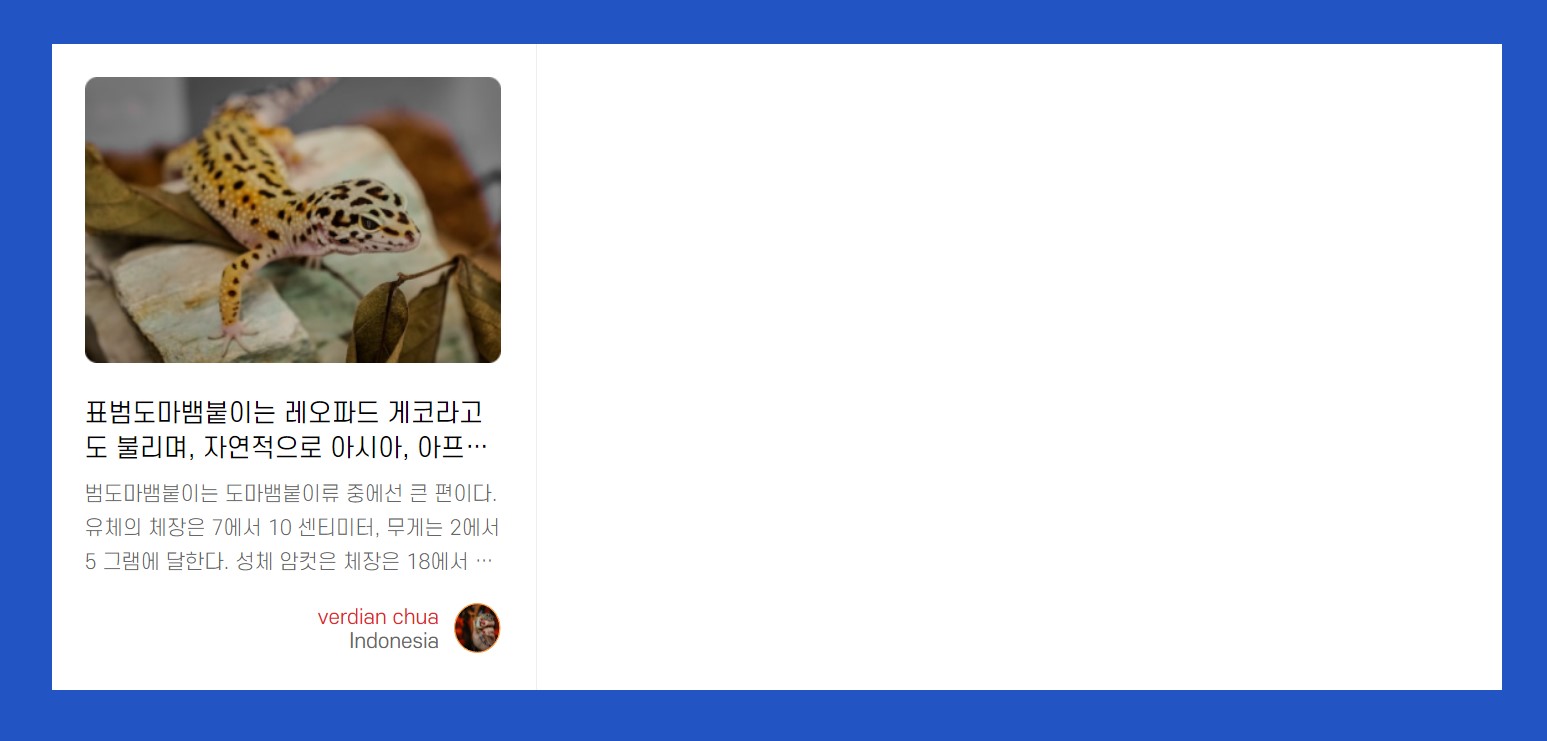 표범도마뱀붙이는 레오파드 게코라고
도 불리며, 자연적으로 아시아, 아프…
범도마뱀붙이는 도마뱀붙이류 중에선 큰 편이다.
유체의 체장은 7에서 10 센티미터, 무게는 2에서
5 그램에 달한다. 성체 암컷은 체장은 18에서 …
verdian chua
Indonesia